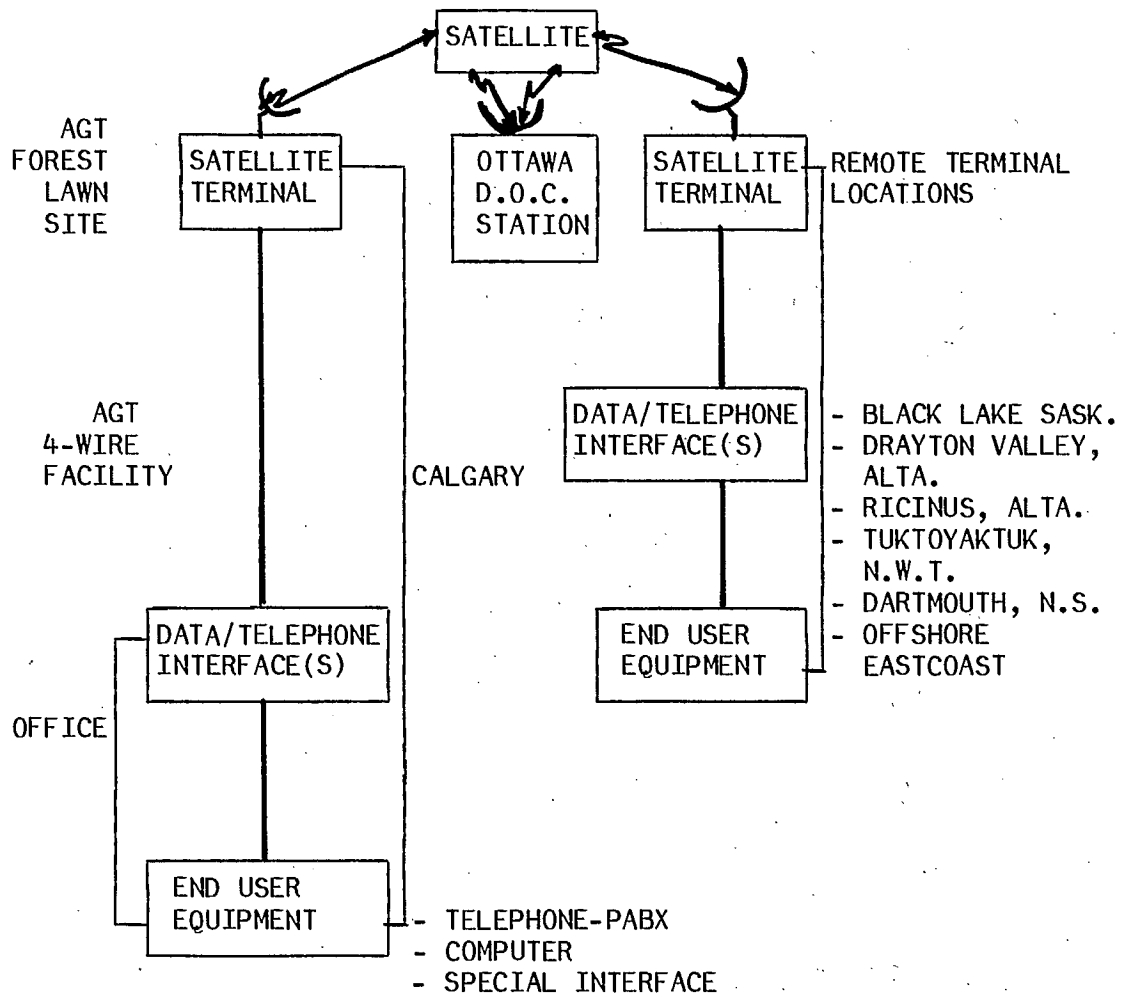 SATELLITE
AGT
FOREST
LAWN
SITE
SATELLITE
TERMINAL
OTTAWA
D.O.C.
STATION
SATELLITE
TERMINAL
REMOTE TERMINAL
LOCATIONS
AGT
4-WIRE
FACILITY
CALGARY
DATA/TELEPHONE
INTERFACE(S)
- BLACK LAKE SASK.
- DRAYTON VALLEY,
ALTA.
- RICINUS, ALTA.
- TUKTOYAKTUK,
N.W.T.
- DARTMOUTH, N.S.
- OFFSHORE
EASTCOAST
END USER
EQUIPMENT
DATA/TELEPHONE
INTERFACE(S)
OFFICE
END USER
EQUIPMENT
- TELEPHONE-PABX
- COMPUTER
- SPECIAL INTERFACE